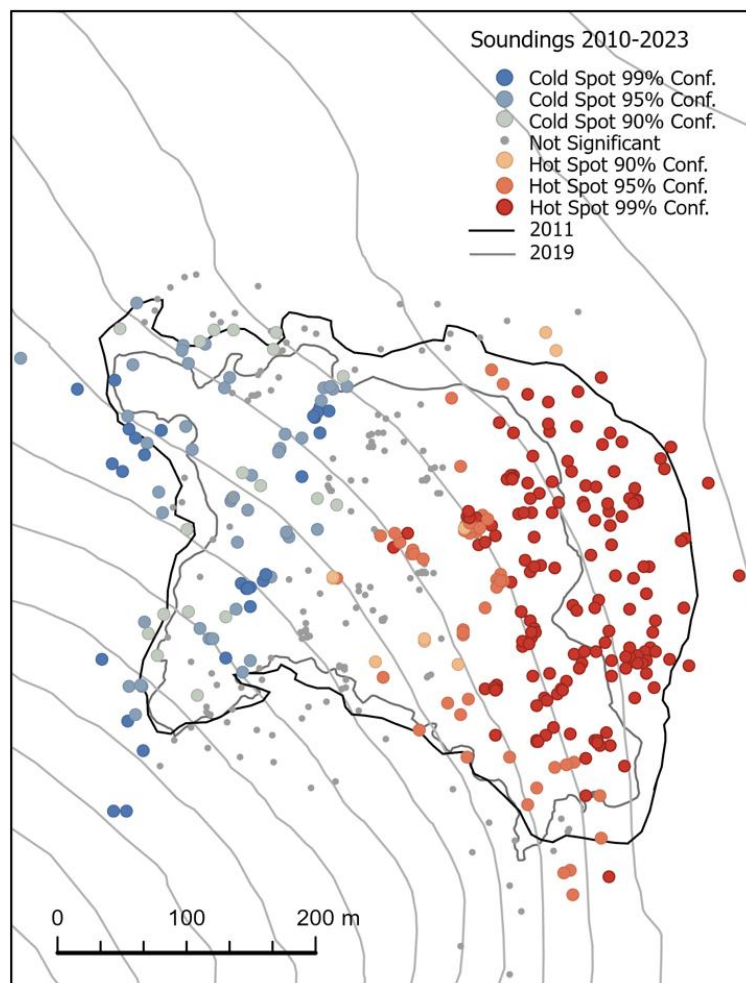 Soundings 2010-2023
Cold Spot 99% Conf.
Cold Spot 95% Conf.
Cold Spot 90% Conf.
Not Significant
Hot Spot 90% Conf.
Hot Spot 95% Conf.
Hot Spot 99% Conf.
2011
2019
0 100 200 m